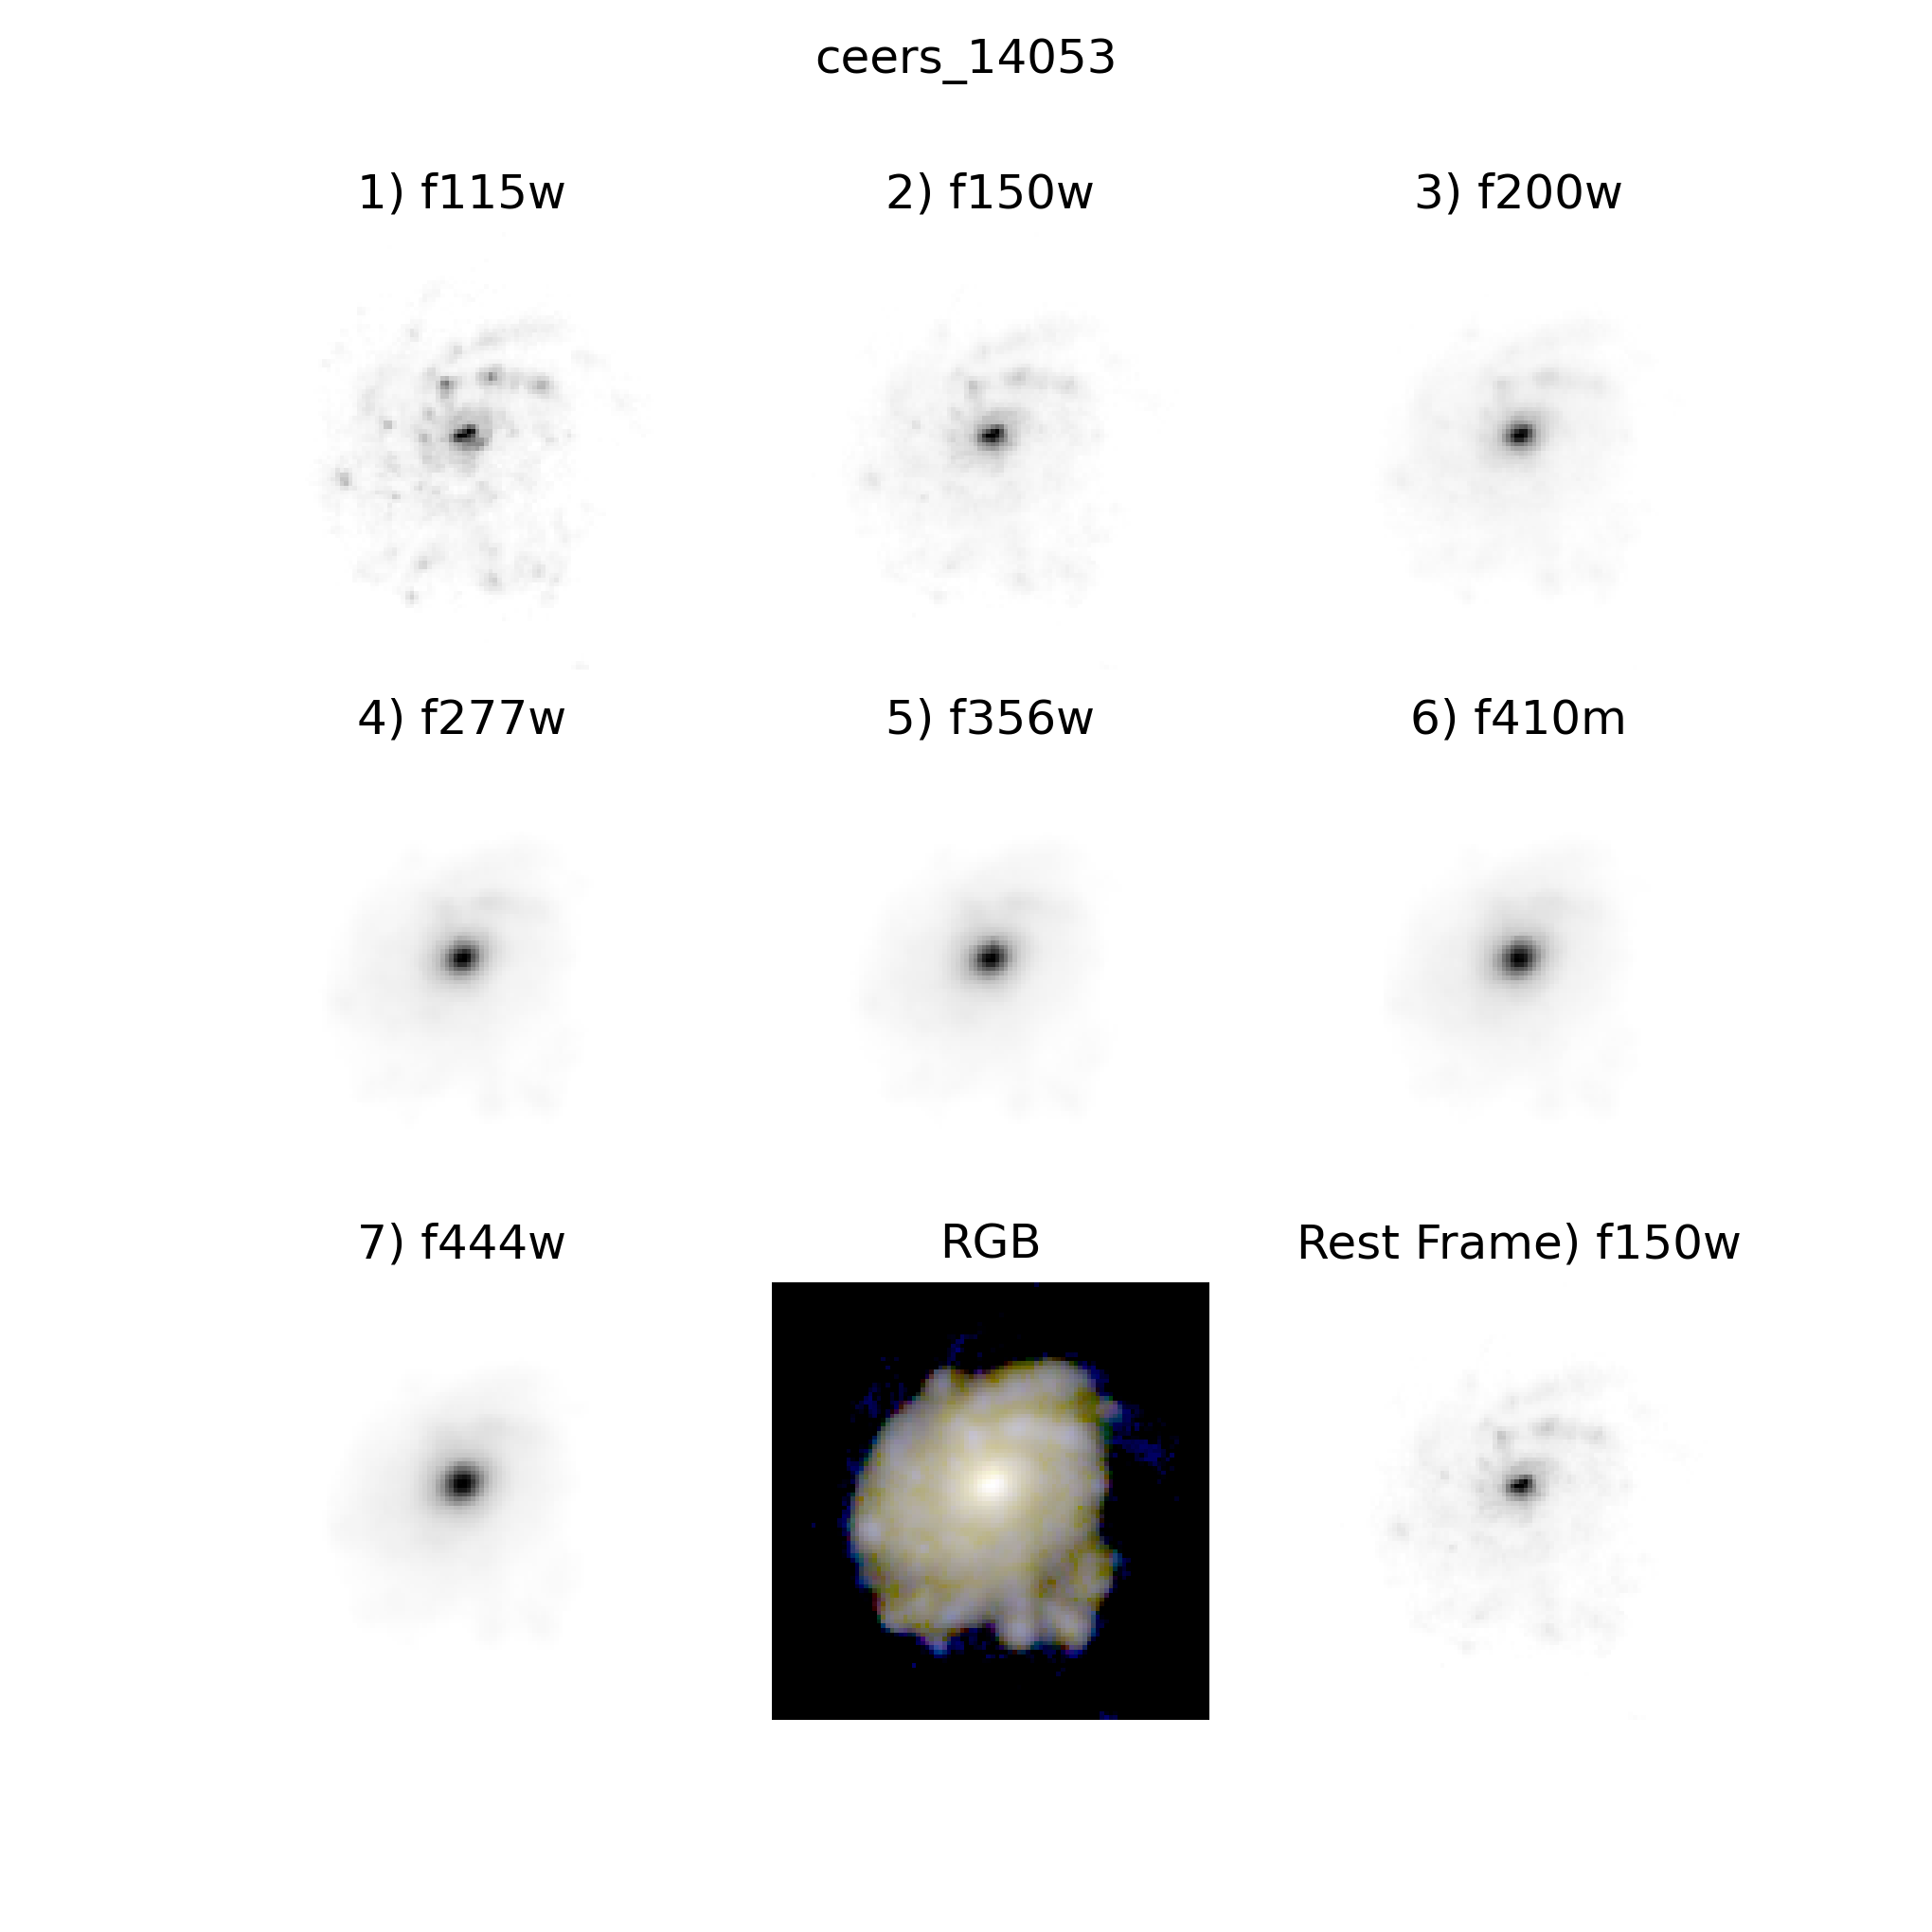 ceers_14053
1) f115w
2) f150w
3) f200w
4) f277w
5) f356w
6) f410m
7) f444w
RGB
Rest Frame) f150w